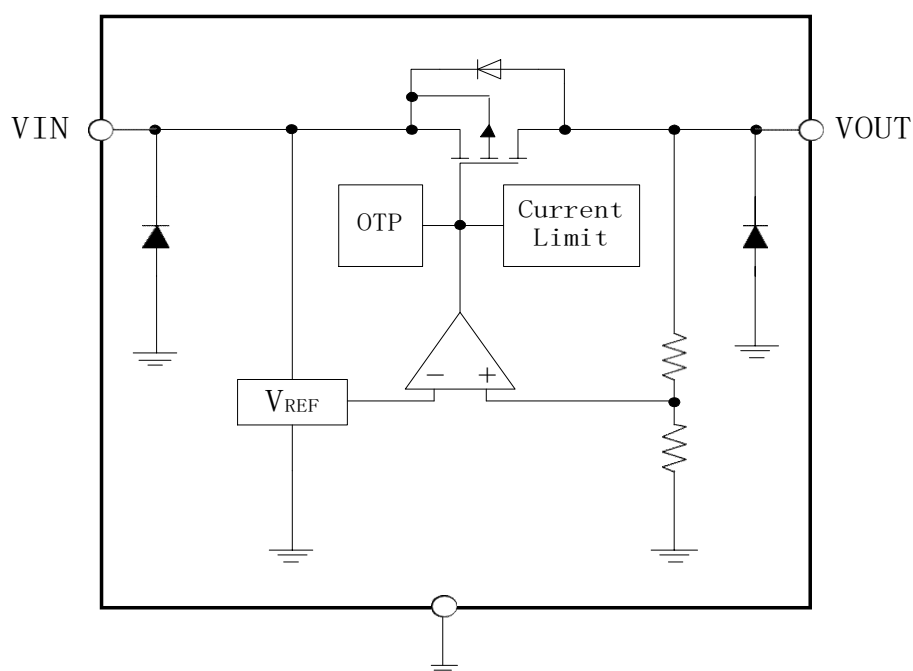 VIN
VOUT
OTP
Current
Limit
− +
VREF